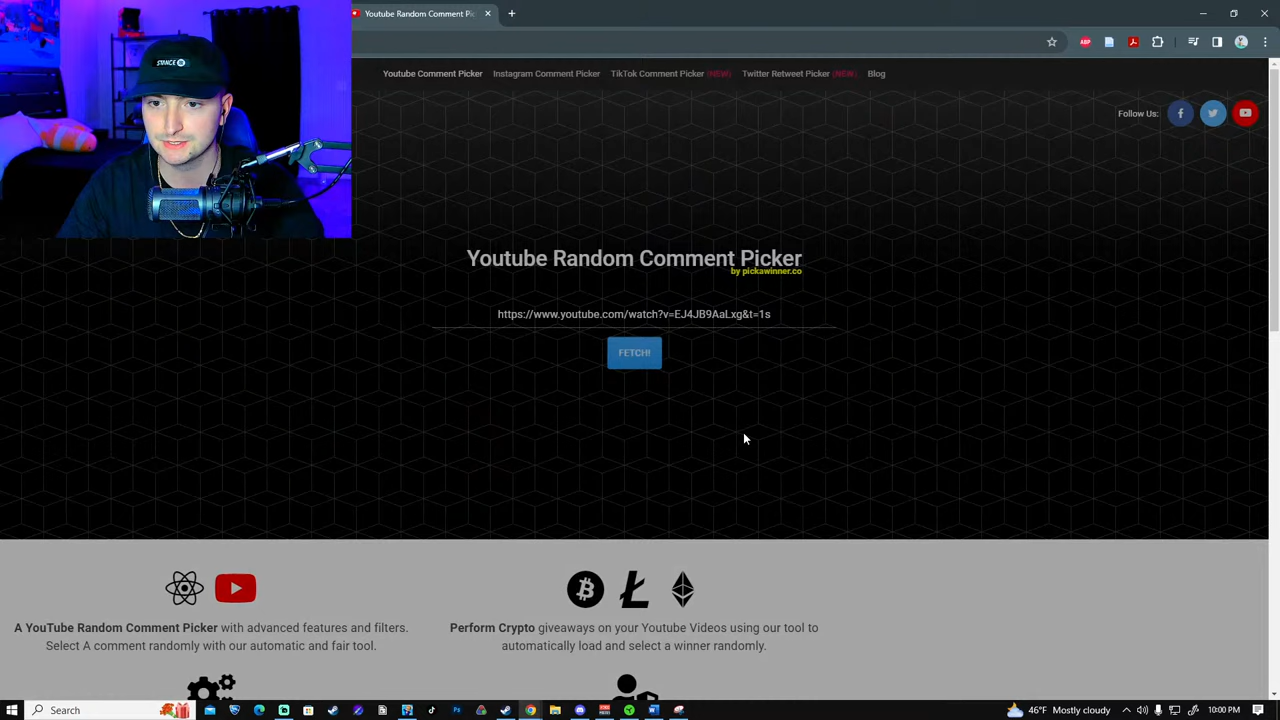 Youtube Random Comment Pic
STANCE
Youtube Comment Picker Instagram Comment Picker TikTok Comment Picker (NEW) Twitter Retweet Picker (NEW) Blog
Follow Us:
Youtube Random Comment Picker
by pickawinner.co
https://www.youtube.com/watch?v=EJ4JB9AaLxg&t=1s
FETCH!
A YouTube Random Comment Picker with advanced features and filters.
Select A comment randomly with our automatic and fair tool.
Perform Crypto giveaways on your Youtube Videos using our tool to
automatically load and select a winner randomly.
Search
46°F Mostly cloudy
10:00 PM